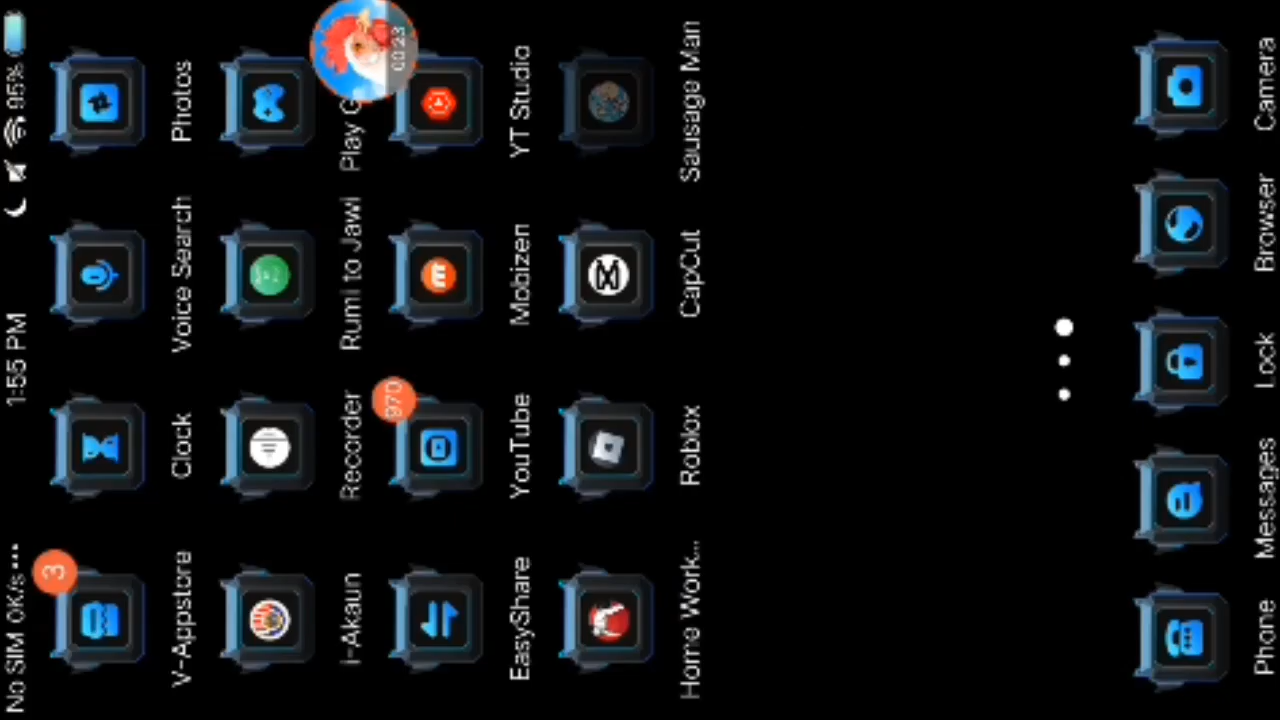 No SIM 0K/s ... 1:55 PM 95%
3
V-Appstore Clock Voice Search Photos
00:23
i-Akaun Recorder Rumi to Jawi Play G
970
EasyShare YouTube Mobizen YT Studio
Home Work... Roblox CapCut Sausage Man
Phone Messages Lock Browser Camera